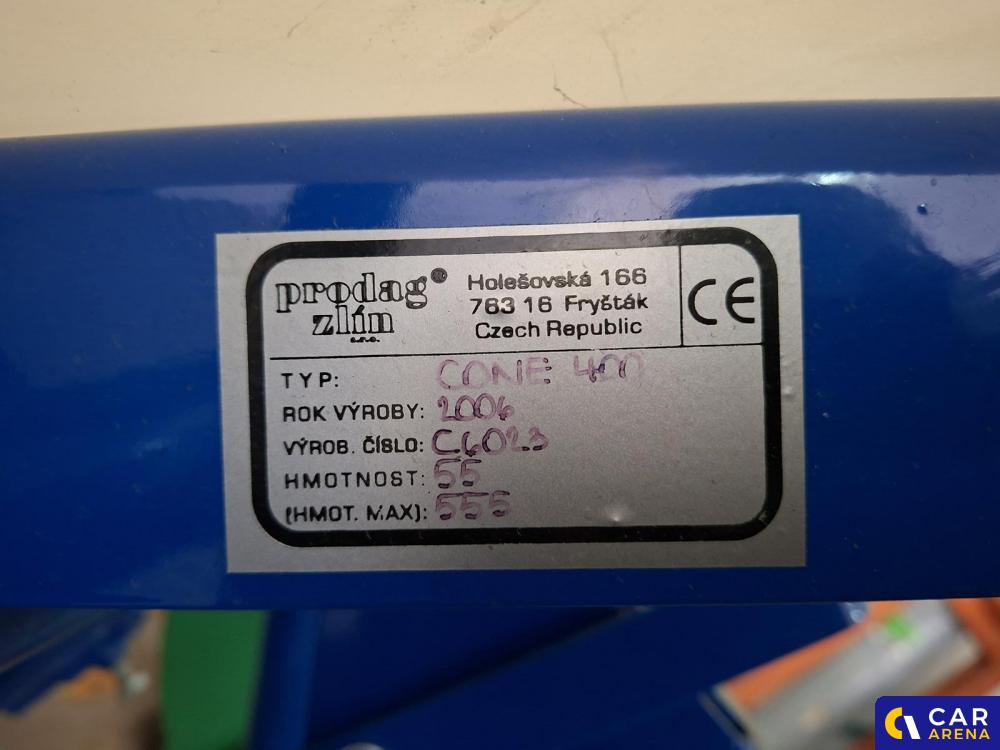 prodag®
zlín
s.r.o.
Holešovská 166
763 16 Fryšták
Czech Republic
CE
TYP: CONE 400
ROK VÝROBY: 2006
VÝROB. ČÍSLO: C6023
HMOTNOST: 55
(HMOT. MAX): 555
CAR
ARENA